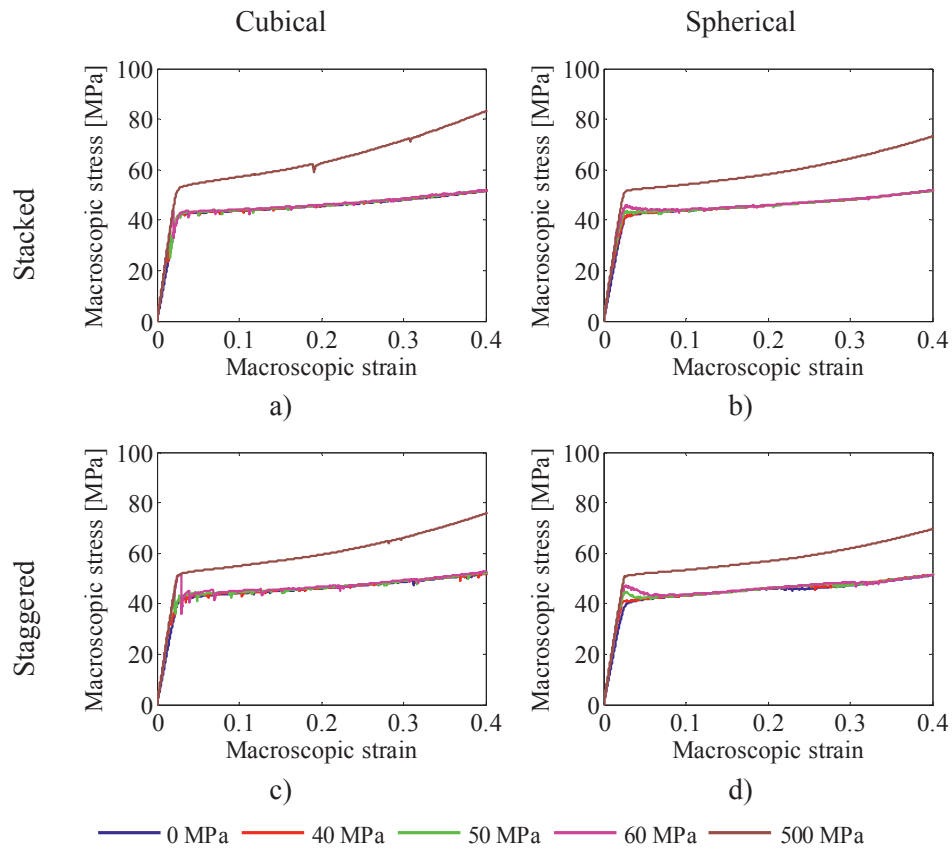 Cubical
Spherical
Stacked
Staggered
Macroscopic stress [MPa]
100
80
60
40
20
0
0
0.1
0.2
0.3
0.4
Macroscopic strain
a)
Macroscopic stress [MPa]
100
80
60
40
20
0
0
0.1
0.2
0.3
0.4
Macroscopic strain
b)
Macroscopic stress [MPa]
100
80
60
40
20
0
0
0.1
0.2
0.3
0.4
Macroscopic strain
c)
Macroscopic stress [MPa]
100
80
60
40
20
0
0
0.1
0.2
0.3
0.4
Macroscopic strain
d)
0 MPa
40 MPa
50 MPa
60 MPa
500 MPa